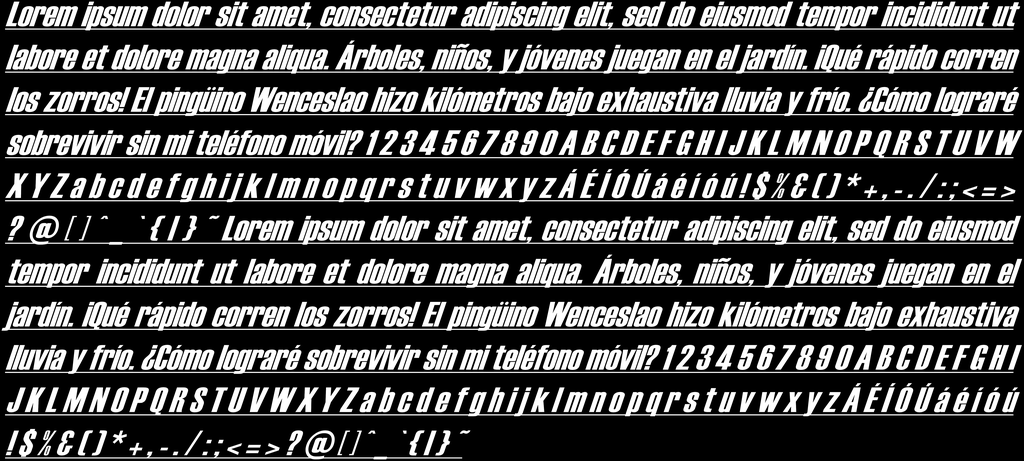 Lorem ipsum dolor sit amet, consectetur adipiscing elit, sed do eiusmod tempor incididunt ut
labore et dolore magna aliqua. Árboles, niños, y jóvenes juegan en el jardín. ¡Qué rápido corren
los zorros! El pingüino Wenceslao hizo kilómetros bajo exhaustiva lluvia y frío. ¿Cómo lograré
sobrevivir sin mi teléfono móvil? 1 2 3 4 5 6 7 8 9 0 A B C D E F G H I J K L M N O P Q R S T U V W
X Y Z a b c d e f g h i j k l m n o p q r s t u v w x y z Á É Í Ó Ú á é í ó ú ! $ % & ( ) * + , - . / : ; < = >
? @ [ ] ^ _ ` { | } ~ Lorem ipsum dolor sit amet, consectetur adipiscing elit, sed do eiusmod
tempor incididunt ut labore et dolore magna aliqua. Árboles, niños, y jóvenes juegan en el
jardín. ¡Qué rápido corren los zorros! El pingüino Wenceslao hizo kilómetros bajo exhaustiva
lluvia y frío. ¿Cómo lograré sobrevivir sin mi teléfono móvil? 1 2 3 4 5 6 7 8 9 0 A B C D E F G H I
J K L M N O P Q R S T U V W X Y Z a b c d e f g h i j k l m n o p q r s t u v w x y z Á É Í Ó Ú á é í ó ú
! $ % & ( ) * + , - . / : ; < = > ? @ [ ] ^ _ ` { | } ~